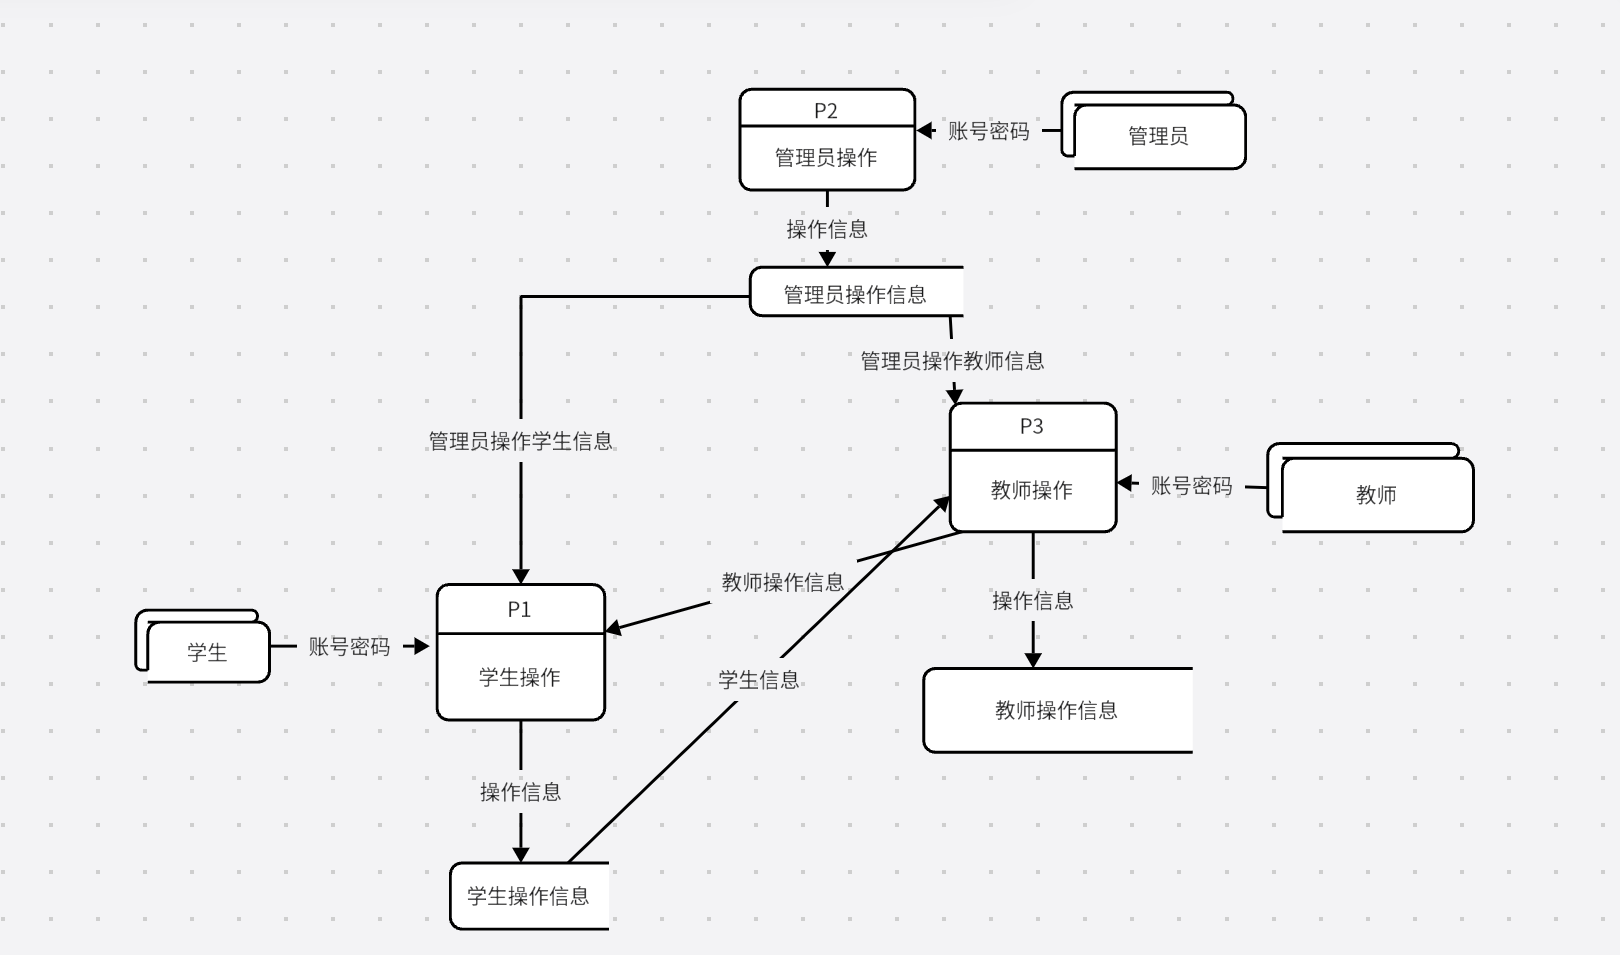 P2
管理员操作
账号密码
管理员
操作信息
管理员操作信息
管理员操作教师信息
管理员操作学生信息
P3
教师操作
账号密码
教师
教师操作信息
操作信息
P1
学生操作
学生
账号密码
学生信息
教师操作信息
操作信息
学生操作信息